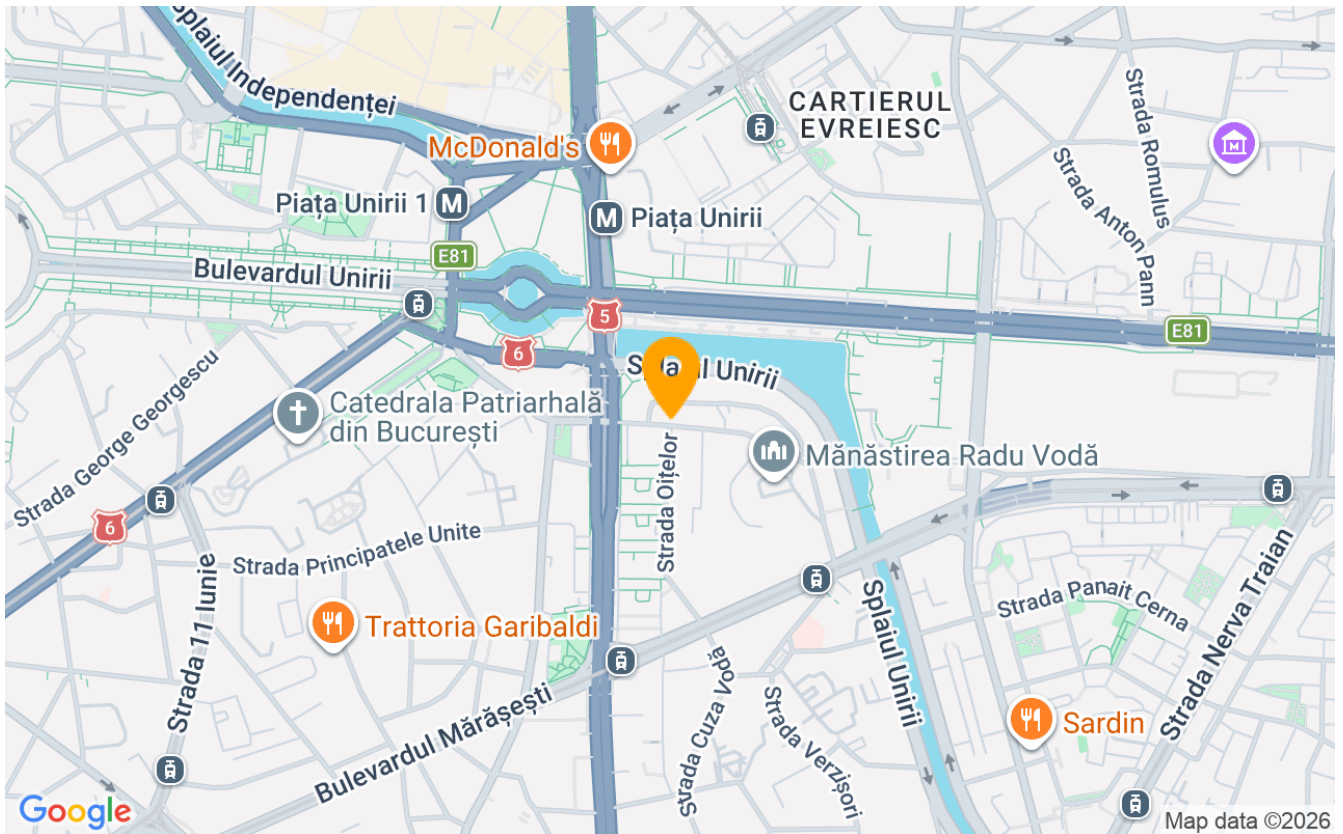 Splaiul Independenței
CARTIERUL
EVREIESC
Strada Romulus
McDonald's
Strada Anton Pann
Piața Unirii 1
M
M
Piața Unirii
E81
Bulevardul Unirii
5
E81
6
Splaiul Unirii
Strada George Georgescu
Catedrala Patriarhală
din București
Strada Oițelor
Mănăstirea Radu Vodă
6
Strada Principatele Unite
Strada 11 Iunie
Trattoria Garibaldi
Splaiul Unirii
Strada Panait Cerna
Strada Nerva Traian
Bulevardul Mărășești
Strada Cuza Vodă
Strada Verzișori
Sardin
Google
Map data ©2026